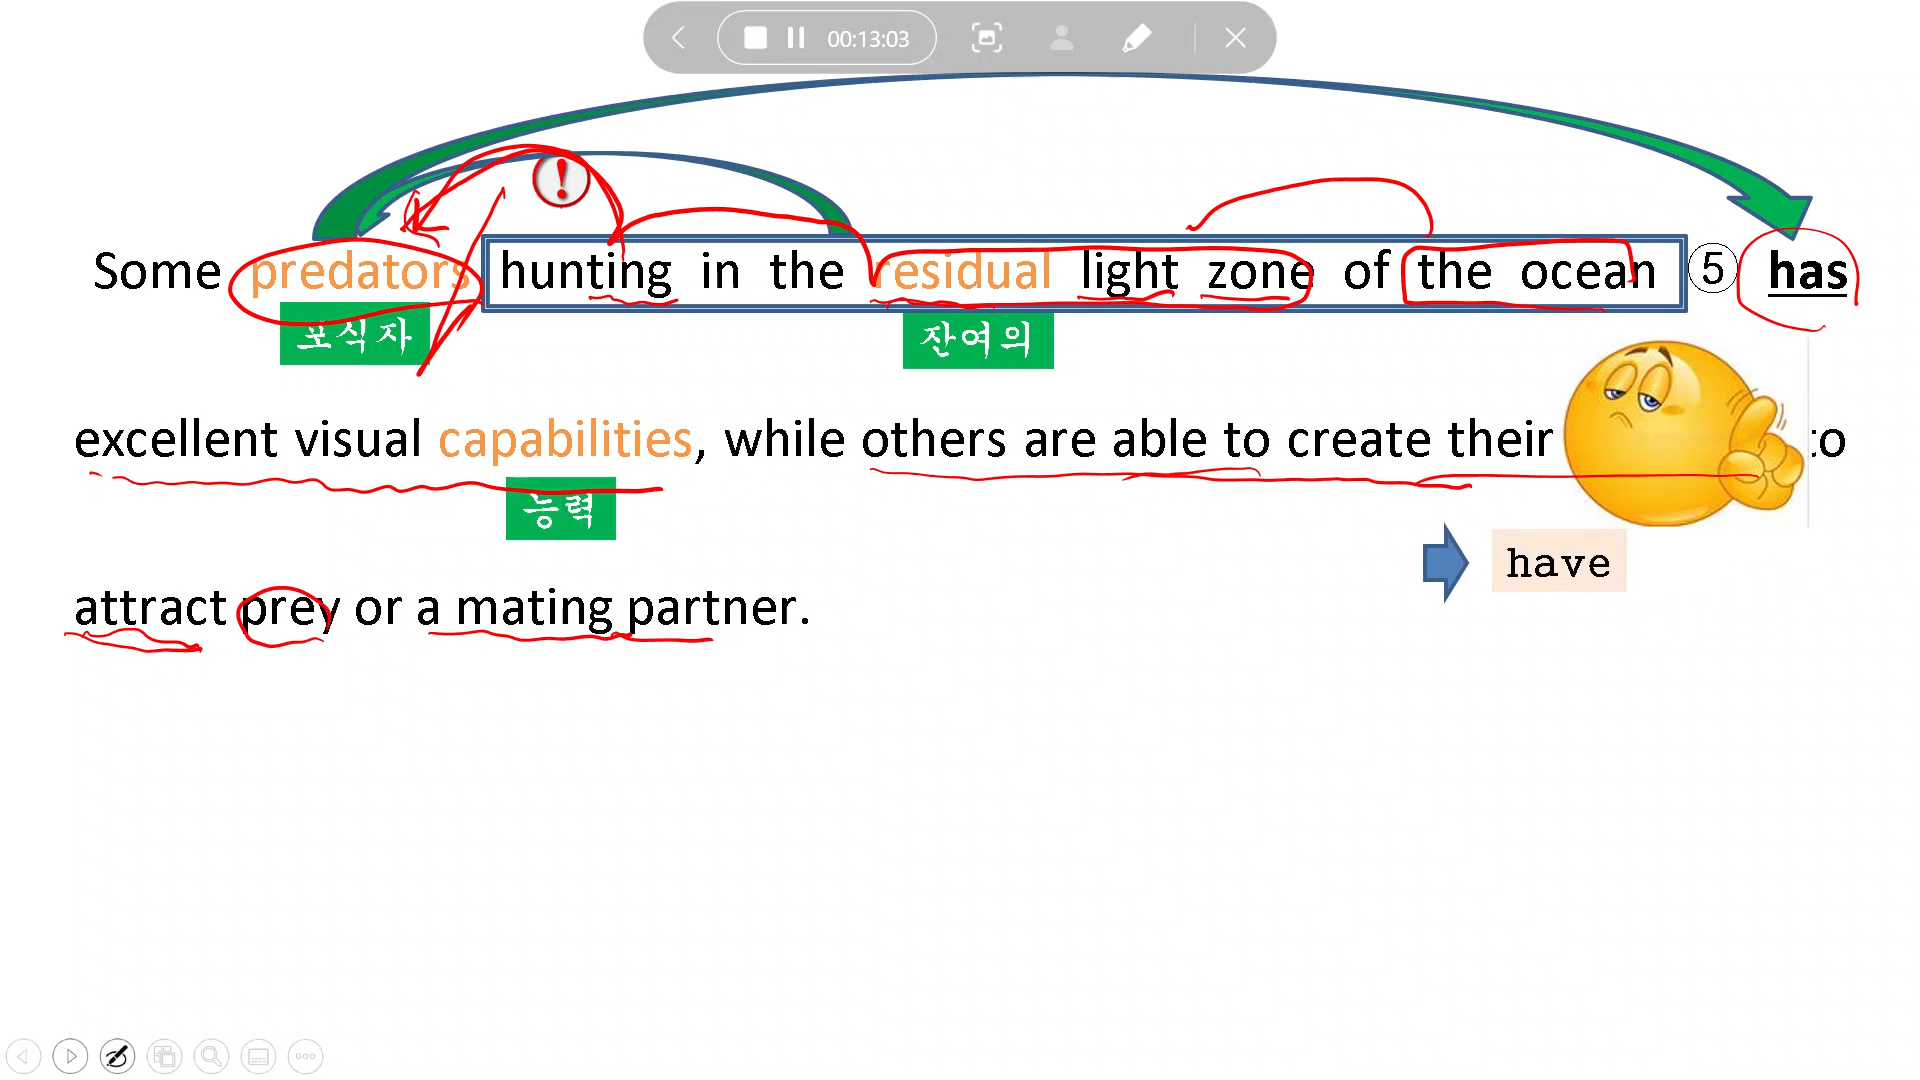 00:13:03
Some predators hunting in the residual light zone of the ocean ⑤ has
포식자
잔여의
excellent visual capabilities, while others are able to create their to
능력
have
attract prey or a mating partner.